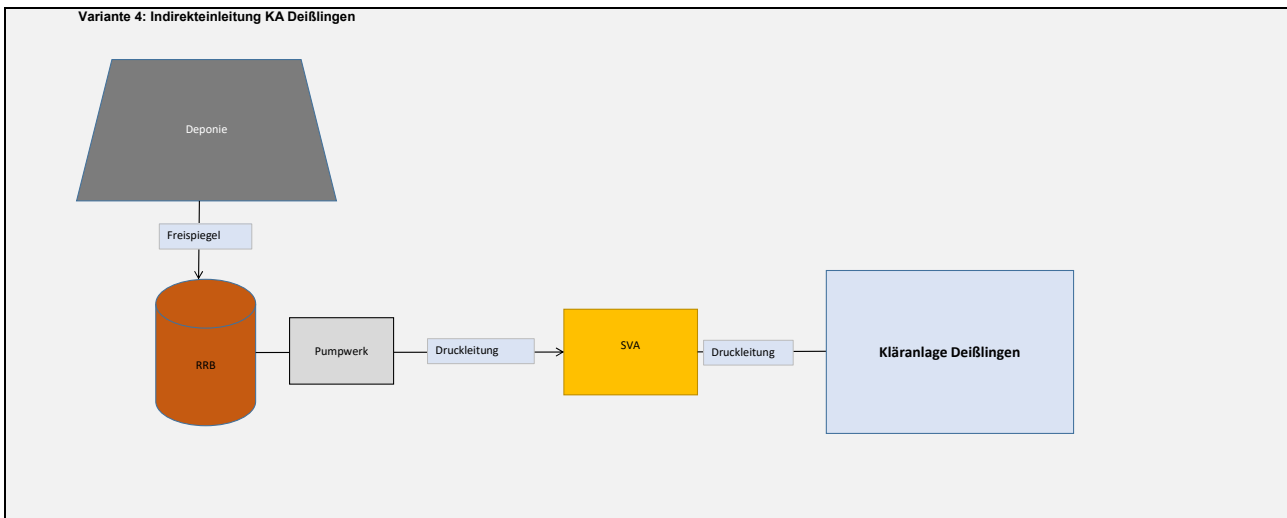 Variante 4: Indirekteinleitung KA Deißlingen
Deponie
Freispiegel
RRB
Pumpwerk
Druckleitung
SVA
Druckleitung
Kläranlage Deißlingen